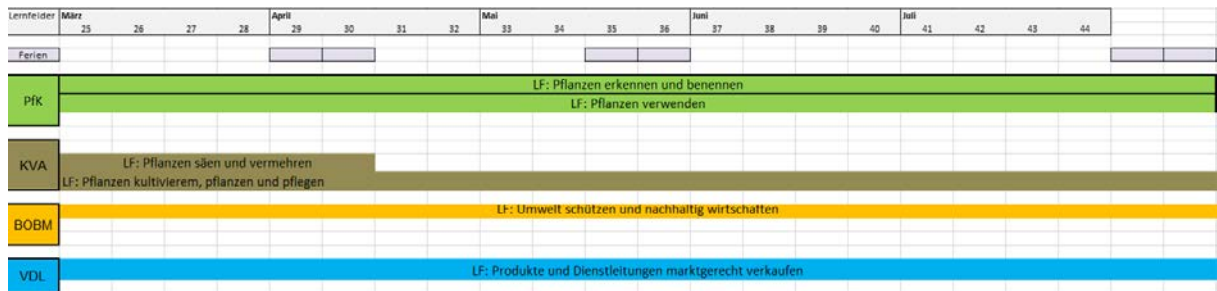 Lernfelder März April Mai Juni Juli
25 26 27 28 29 30 31 32 33 34 35 36 37 38 39 40 41 42 43 44
Ferien
PfK
LF: Pflanzen erkennen und benennen
LF: Pflanzen verwenden
KVA
LF: Pflanzen säen und vermehren
LF: Pflanzen kultivierem, pflanzen und pflegen
BOBM
LF: Umwelt schützen und nachhaltig wirtschaften
VDL
LF: Produkte und Dienstleitungen marktgerecht verkaufen